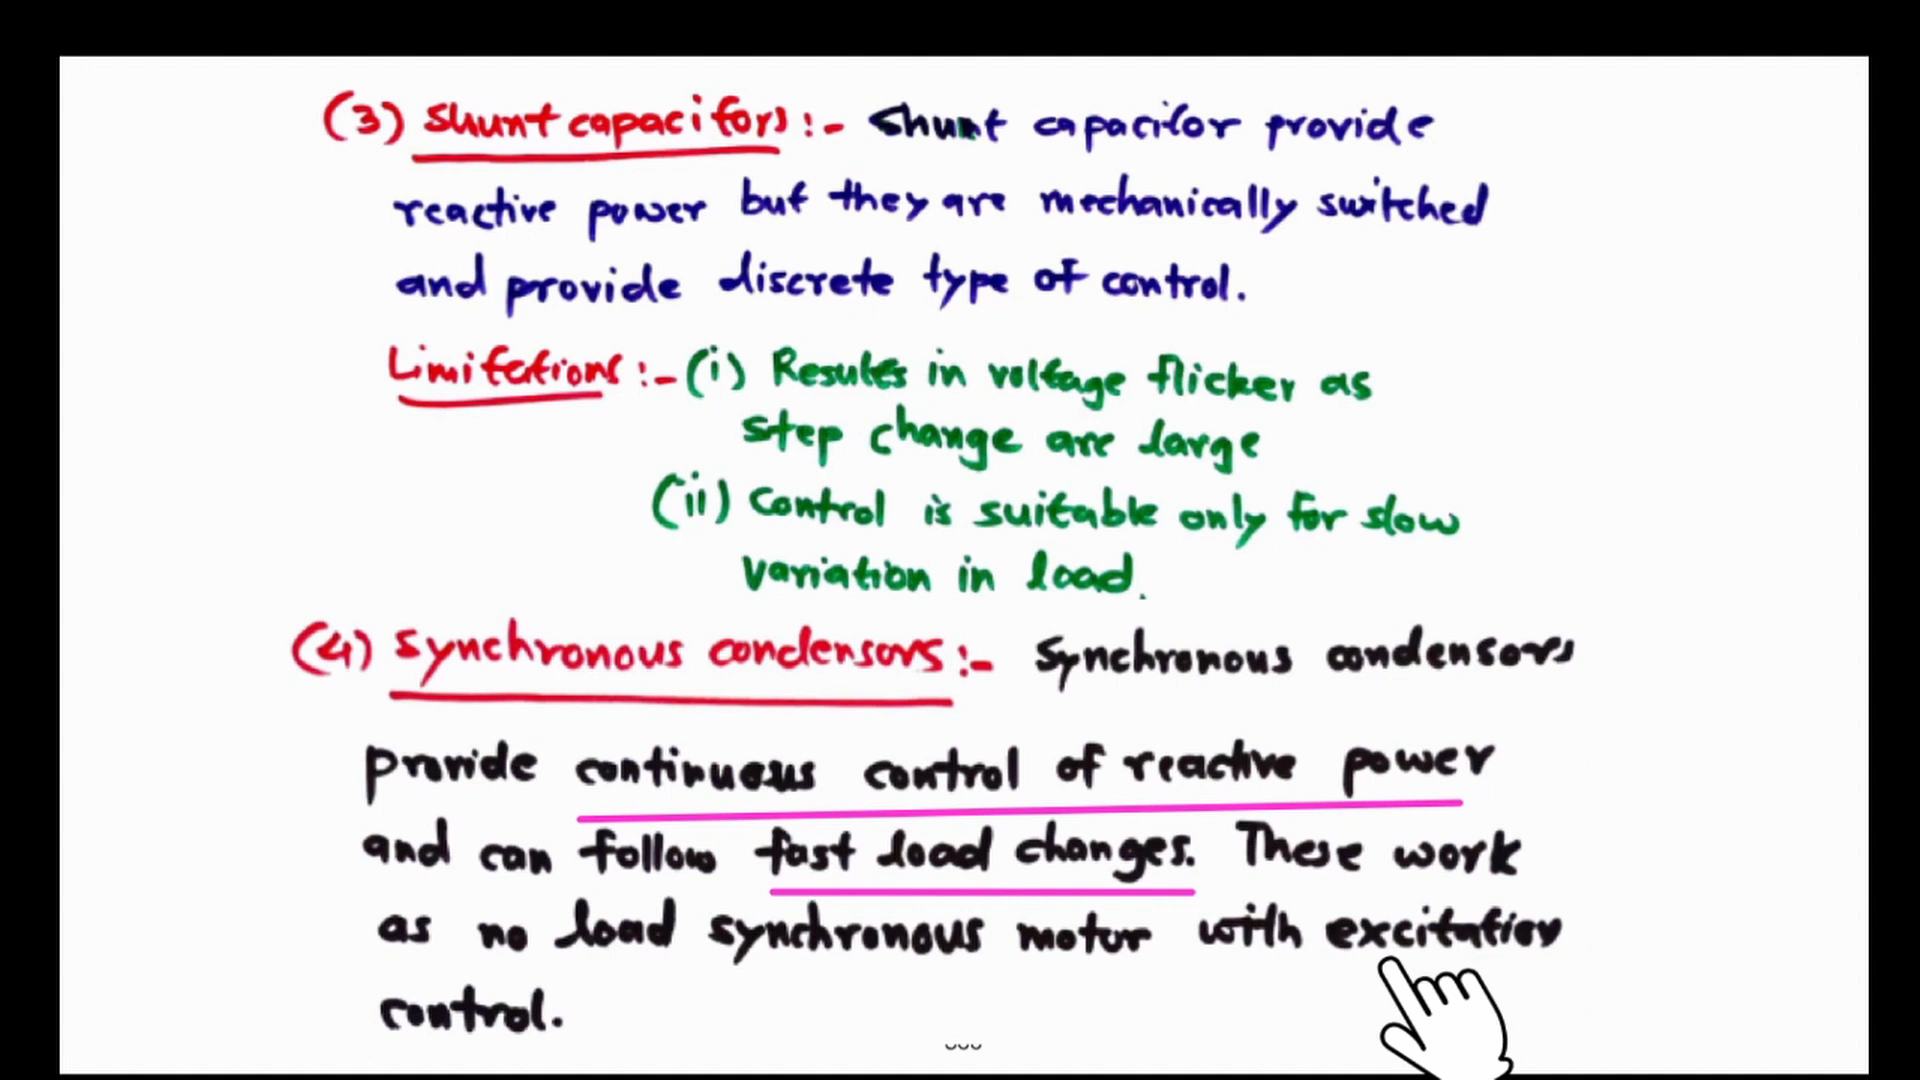 (3) Shunt capacitors :- Shunt capacitor provide
reactive power but they are mechanically switched
and provide discrete type of control.
Limitations :- (i) Results in voltage flicker as
step change are large
(ii) Control is suitable only for slow
variation in load.
(4) Synchronous condensors :- Synchronous condensors
provide continuous control of reactive power
and can follow fast load changes. These work
as no load synchronous motor with excitation
control.